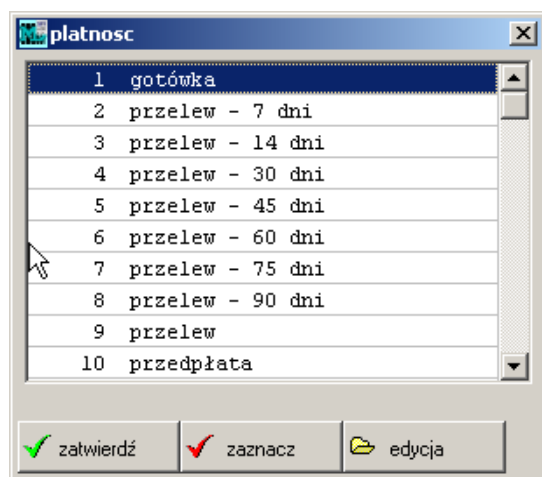 platnosc
1 gotówka
2 przelew - 7 dni
3 przelew - 14 dni
4 przelew - 30 dni
5 przelew - 45 dni
6 przelew - 60 dni
7 przelew - 75 dni
8 przelew - 90 dni
9 przelew
10 przedpłata
zatwierdź zaznacz edycja